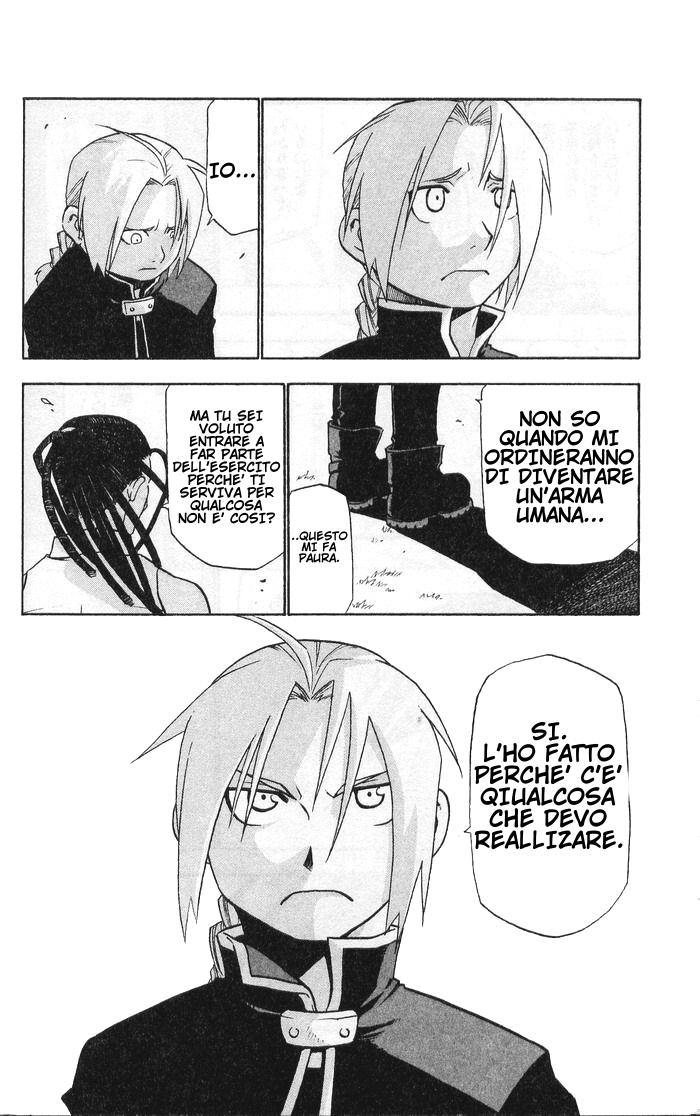 IO...
NON SO
QUANDO MI
ORDINERANNO
DI DIVENTARE
UN'ARMA
UMANA...
..QUESTO
MI FA
PAURA.
MA TU SEI
VOLUTO
ENTRARE A
FAR PARTE
DELL'ESERCITO
PERCHE' TI
SERVIVA PER
QUALCOSA
NON E' COSI?
SI.
L'HO FATTO
PERCHE' C'E'
QIUALCOSA
CHE DEVO
REALLIZARE.